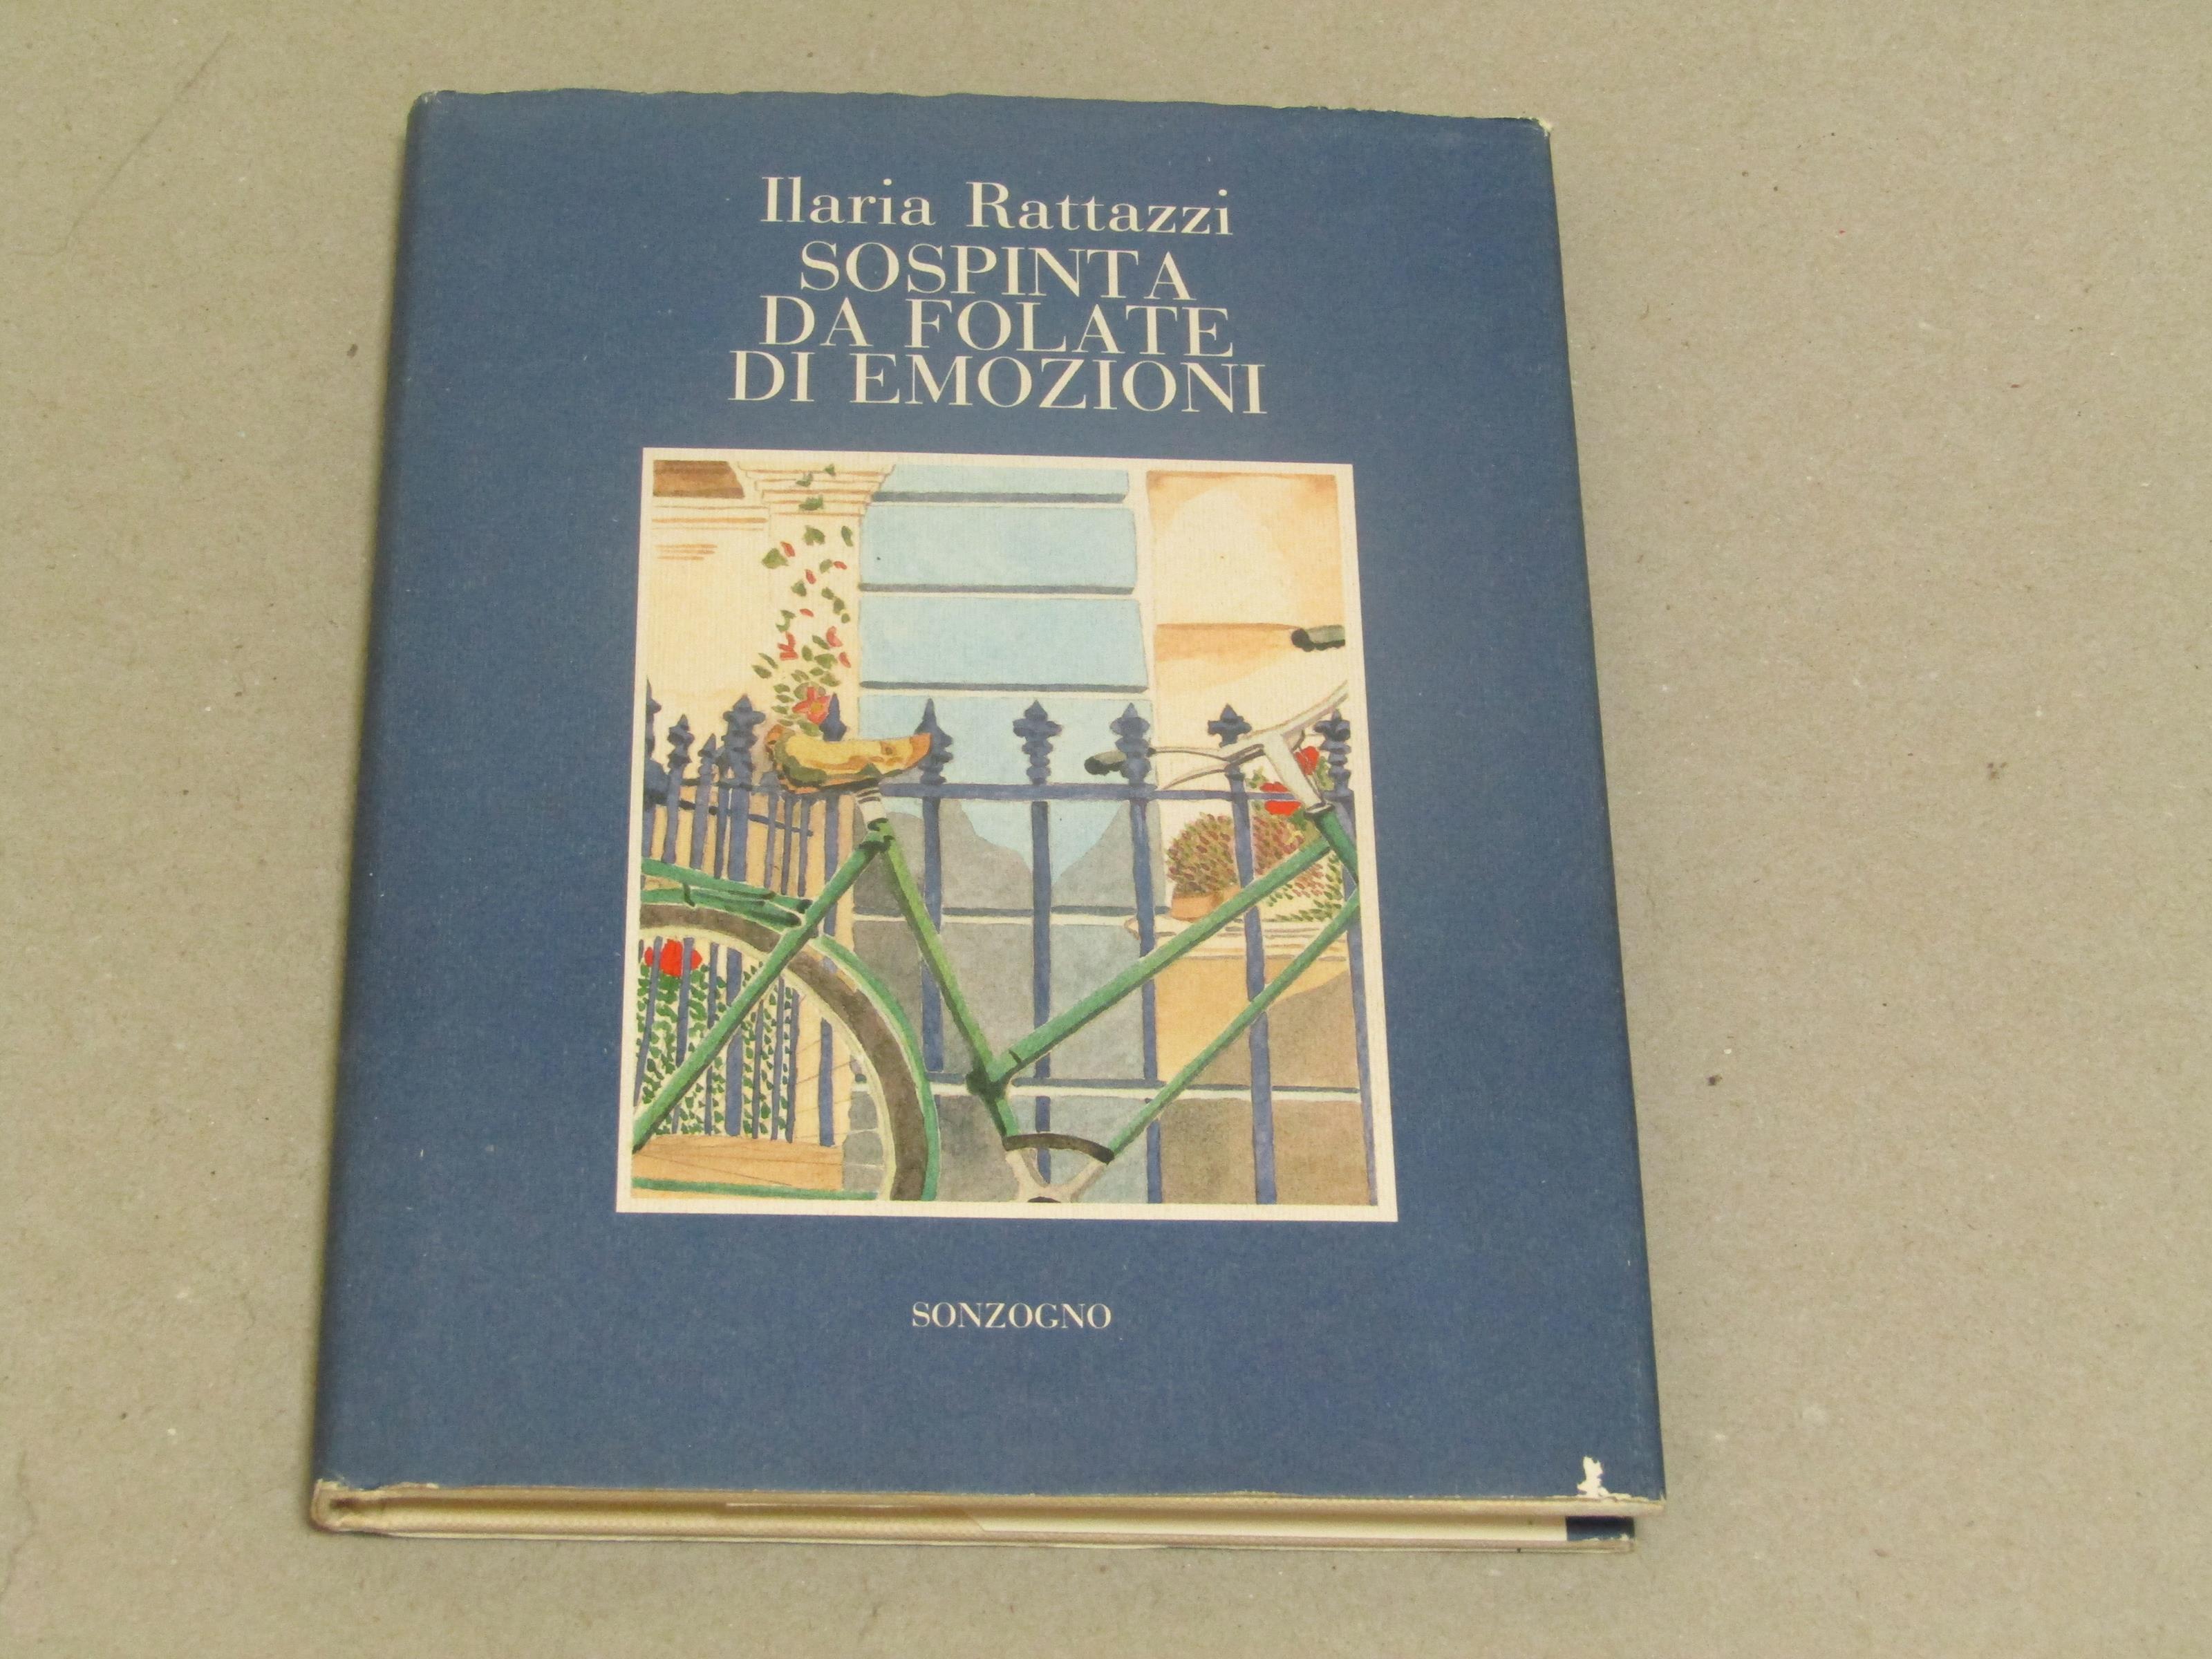 Ilaria Rattazzi
SOSPINTA
DA FOLATE
DI EMOZIONI
SONZOGNO